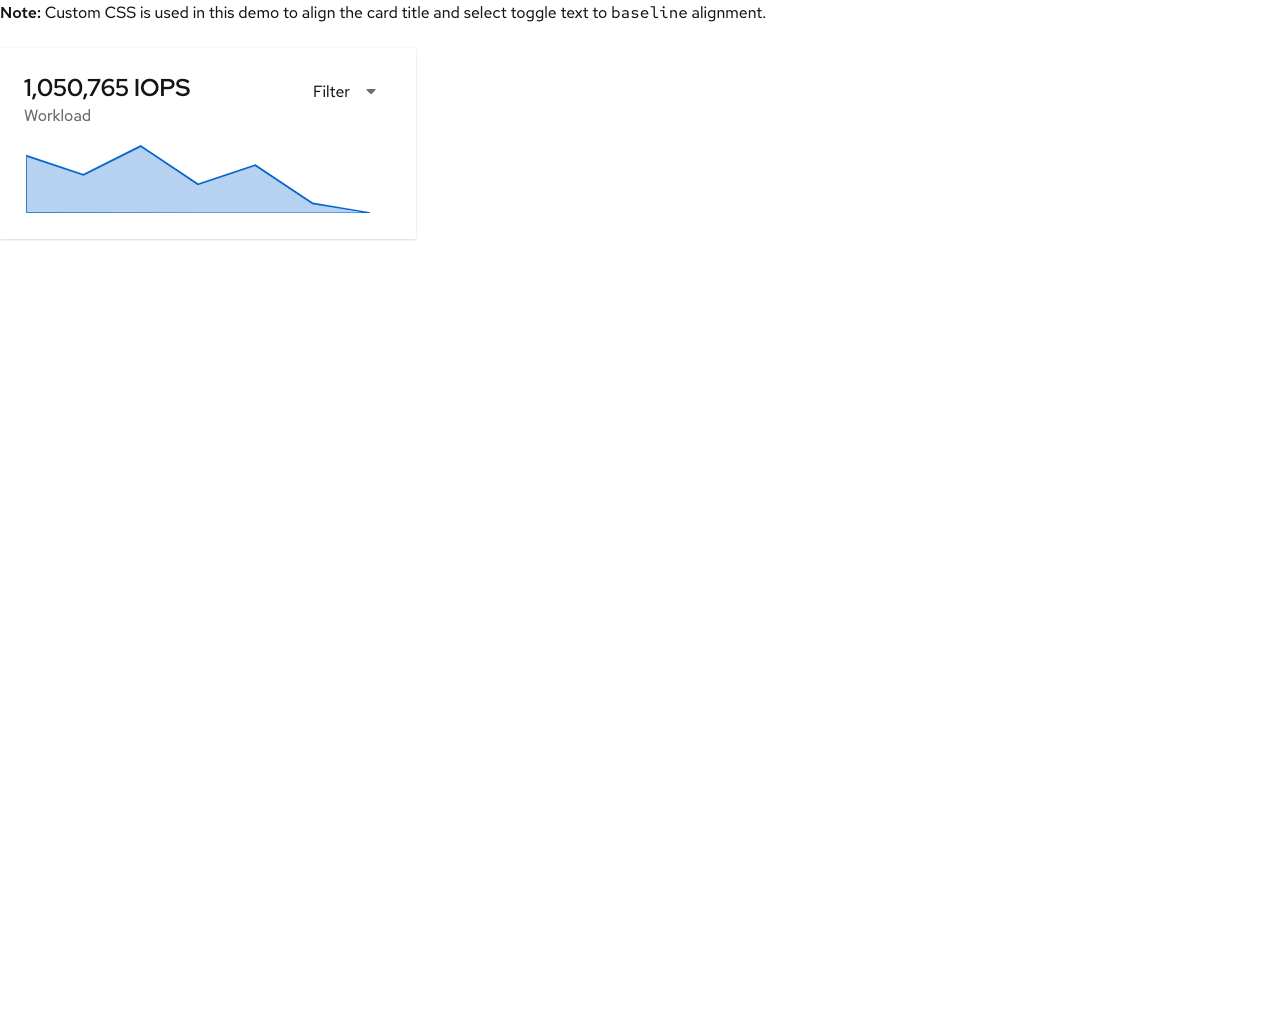 Note: Custom CSS is used in this demo to align the card title and select toggle text to baseline alignment.
1,050,765 IOPS
Filter
Workload